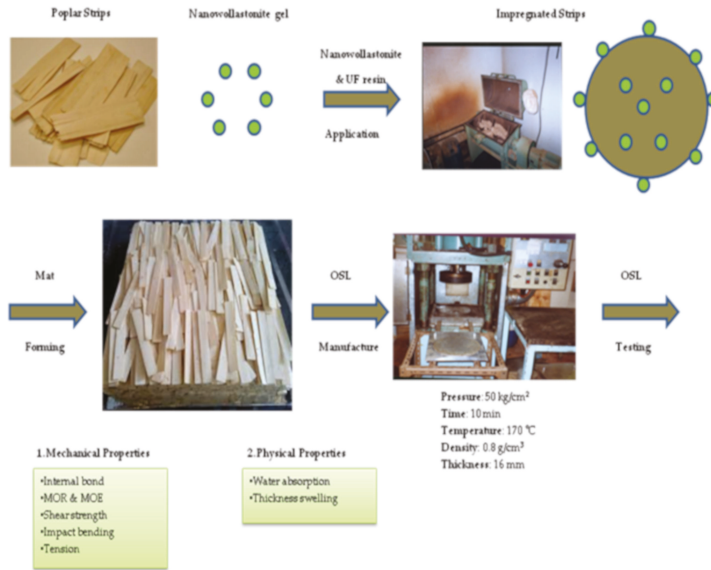 Poplar Strips
Nanowollastonite gel
Impregnated Strips
Nanowollastonite
& UF resin
Application
Mat
Forming
OSL
Manufacture
OSL
Testing
Pressure: 50 kg/cm²
Time: 10 min
Temperature: 170 °C
Density: 0.8 g/cm³
Thickness: 16 mm
1.Mechanical Properties
•Internal bond
•MOR & MOE
•Shear strength
•Impact bending
•Tension
2.Physical Properties
•Water absorption
•Thickness swelling